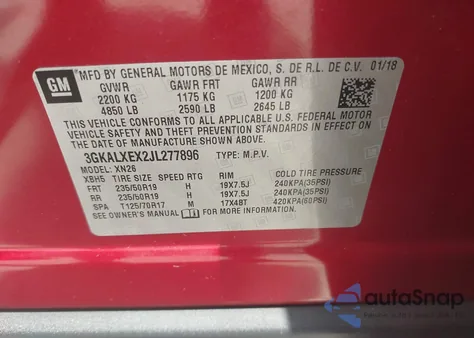 GM
MFD BY GENERAL MOTORS DE MEXICO, S. DE R.L. DE C.V. 01/18
GVWR GAWR FRT GAWR RR
2200 KG 1175 KG 1200 KG
4850 LB 2590 LB 2645 LB
THIS VEHICLE CONFORMS TO ALL APPLICABLE U.S. FEDERAL MOTOR
VEHICLE SAFETY, BUMPER, AND THEFT PREVENTION STANDARDS IN
EFFECT ON THE DATE OF MANUFACTURE SHOWN ABOVE.
3GKALXEX2JL277896 TYPE: M.P.V.
MODEL: XN26
XBH5 TIRE SIZE SPEED RTG RIM COLD TIRE PRESSURE
FRT 235/50R19 H 19X7.5J 240KPA(35PSI)
RR 235/50R19 H 19X7.5J 240KPA(35PSI)
SPA T125/70R17 M 17X4BT 420KPA(60PSI)
SEE OWNER'S MANUAL FOR MORE INFORMATION.
autoSnap